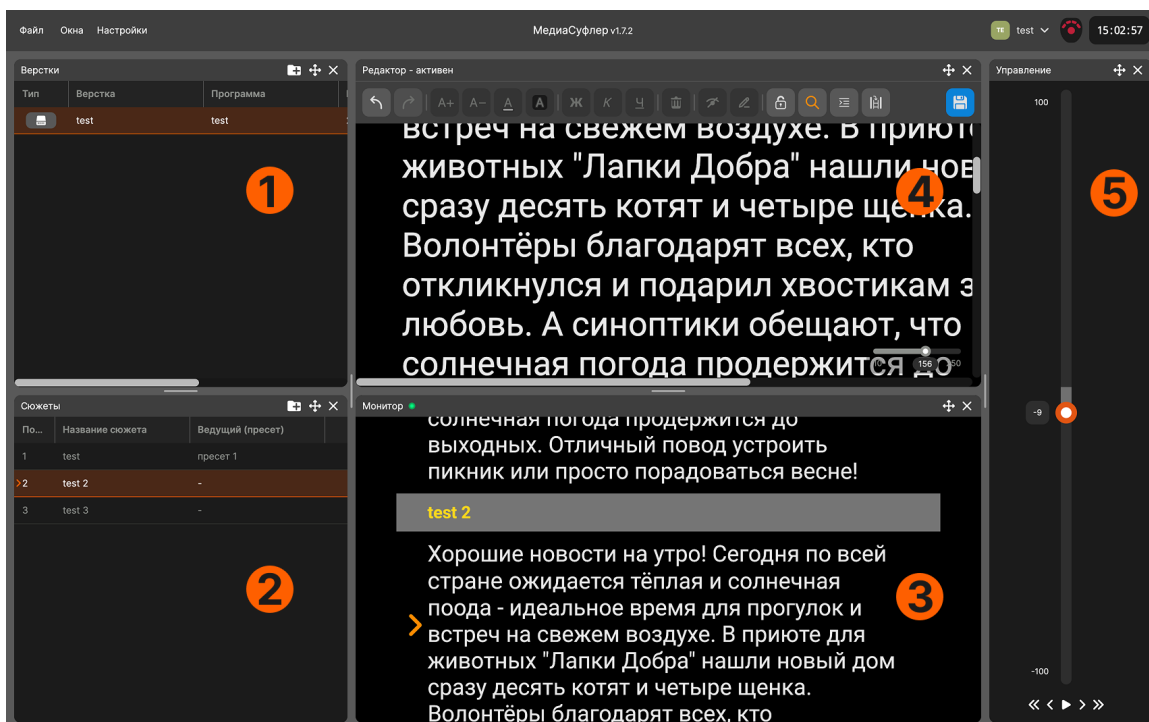 Файл Окна Настройки МедиаСуфлер v1.7.2 TE test 15:02:57
Верстки
Тип Верстка Программа
test test
1
Редактор - активен
A+ A− A A Ж К Ч
встреч на свежем воздухе. В приюте
животных "Лапки Добра" нашли нов
сразу десять котят и четыре щенка.
Волонтёры благодарят всех, кто
откликнулся и подарил хвостикам з
любовь. А синоптики обещают, что
солнечная погода продержится до
156
4
Управление
100
5
-9
-100
Сюжеты
По... Название сюжета Ведущий (пресет)
1 test пресет 1
2 test 2 -
3 test 3 -
2
Монитор
солнечная погода продержится до
выходных. Отличный повод устроить
пикник или просто порадоваться весне!
test 2
Хорошие новости на утро! Сегодня по всей
стране ожидается тёплая и солнечная
поода - идеальное время для прогулок и
встреч на свежем воздухе. В приюте для
животных "Лапки Добра" нашли новый дом
сразу десять котят и четыре щенка.
Волонтёры благодарят всех, кто
3